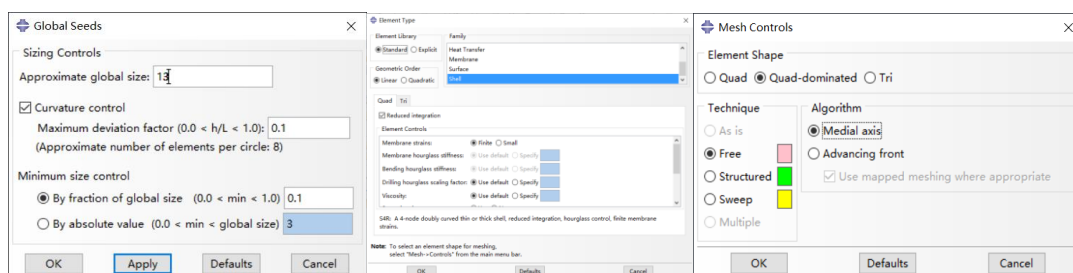 Global Seeds
Sizing Controls
Approximate global size: 13
Curvature control
Maximum deviation factor (0.0 < h/L < 1.0): 0.1
(Approximate number of elements per circle: 8)
Minimum size control
By fraction of global size (0.0 < min < 1.0) 0.1
By absolute value (0.0 < min < global size) 3
OK Apply Defaults Cancel
Element Type
Element Library Family
Standard Explicit
Heat Transfer
Membrane
Surface
Shell
Geometric Order
Linear Quadratic
Quad Tri
Reduced integration
Element Controls
Membrane strains: Finite Small
Membrane hourglass stiffness: Use default Specify
Bending hourglass stiffness: Use default Specify
Drilling hourglass scaling factor: Use default Specify
Viscosity: Use default Specify
S4R: A 4-node doubly curved thin or thick shell, reduced integration, hourglass control, finite membrane
strains.
Note: To select an element shape for meshing,
select "Mesh->Controls" from the main menu bar.
OK Defaults Cancel
Mesh Controls
Element Shape
Quad Quad-dominated Tri
Technique
As is
Free
Structured
Sweep
Multiple
Algorithm
Medial axis
Advancing front
Use mapped meshing where appropriate
OK Defaults Cancel